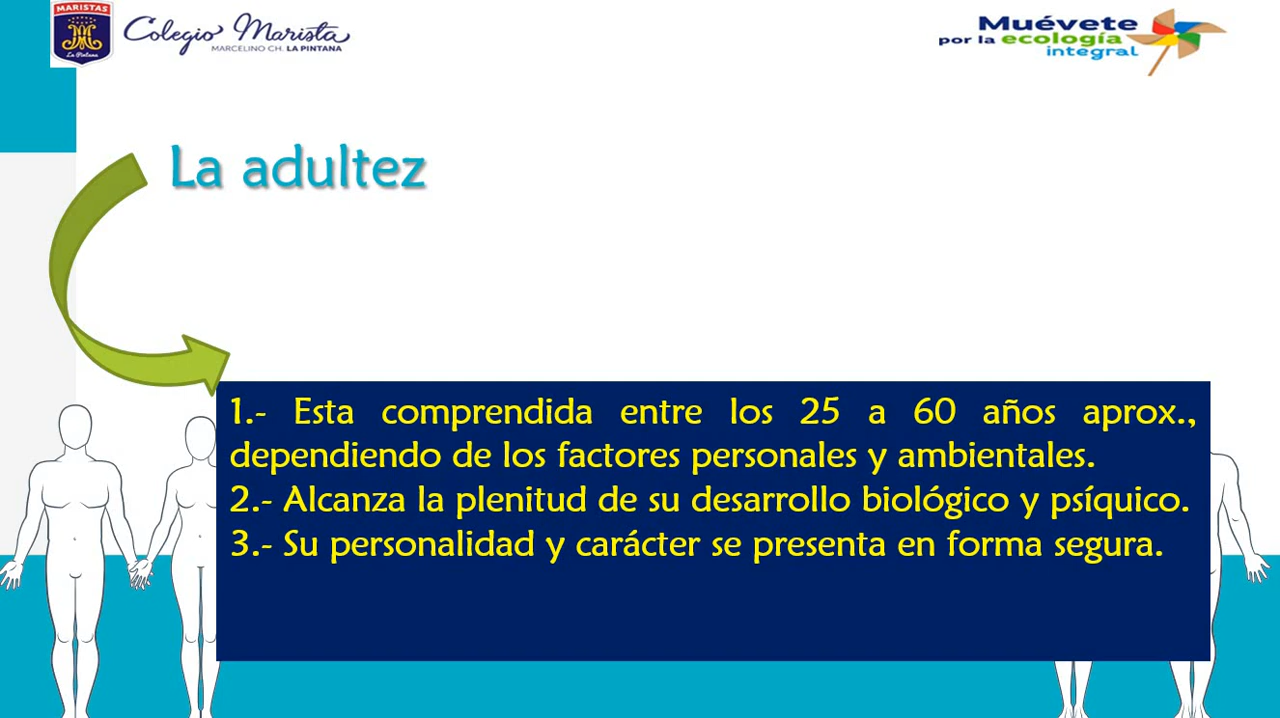 MARISTAS
La Pintana
Colegio Marista
MARCELINO CH. LA PINTANA
Muévete
por la ecología
integral
La adultez
1.- Esta comprendida entre los 25 a 60 años aprox.,
dependiendo de los factores personales y ambientales.
2.- Alcanza la plenitud de su desarrollo biológico y psíquico.
3.- Su personalidad y carácter se presenta en forma segura.